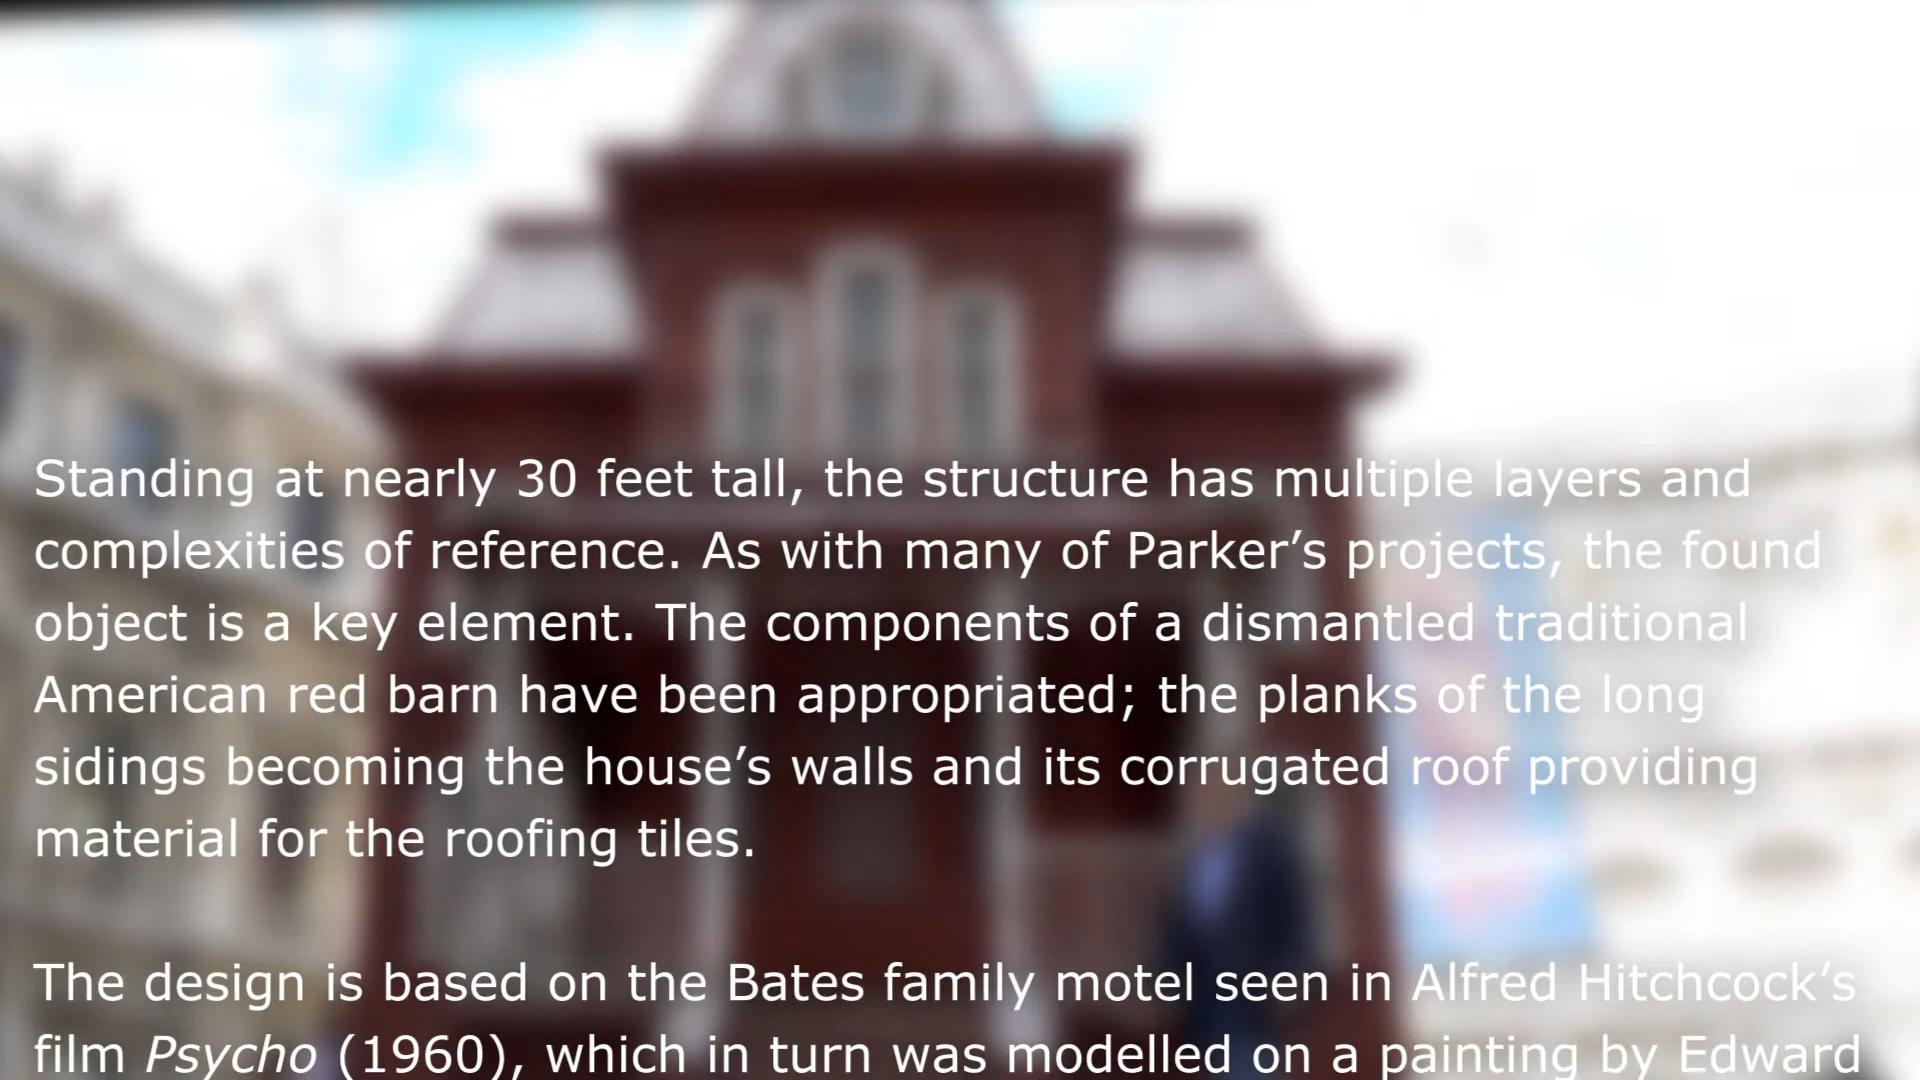 Standing at nearly 30 feet tall, the structure has multiple layers and
complexities of reference. As with many of Parker’s projects, the found
object is a key element. The components of a dismantled traditional
American red barn have been appropriated; the planks of the long
sidings becoming the house’s walls and its corrugated roof providing
material for the roofing tiles.
The design is based on the Bates family motel seen in Alfred Hitchcock’s
film Psycho (1960), which in turn was modelled on a painting by Edward